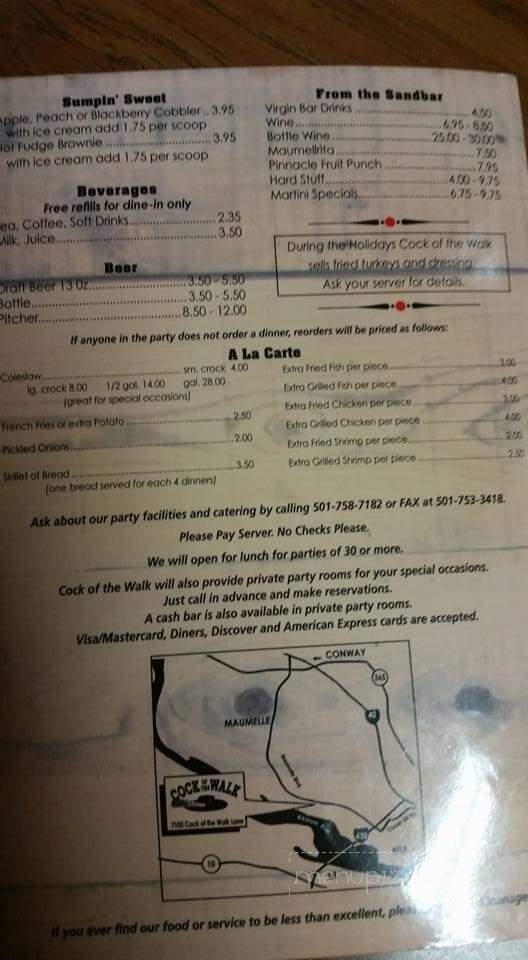 Sumpin' Sweet
Apple, Peach or Blackberry Cobbler .. 3.95
with ice cream add 1.75 per scoop
Hot Fudge Brownie ........................ 3.95
with ice cream add 1.75 per scoop
Beverages
Free refills for dine-in only
ea, Coffee, Soft Drinks...................... 2.35
Milk, Juice........................................ 3.50
Beer
Draft Beer 13 0z......................... 3.50 - 5.50
Bottle........................................ 3.50 - 5.50
Pitcher...................................... 8.50 - 12.00
From the Sandbar
Virgin Bar Drinks ............................... 4.50
Wine........................................ 6.95 - 8.50
Bottle Wine.......................... 25.00 - 30.00
Maumellrita..................................... 7.50
Pinnacle Fruit Punch ....................... 7.95
Hard Stuff................................ 4.00 - 9.75
Martini Specials........................ 6.75 - 9.75
During the Holidays Cock of the Walk
sells fried turkeys and dressing.
Ask your server for details.
If anyone in the party does not order a dinner, reorders will be priced as follows:
A La Carte
Coleslaw.................................... sm. crock 4.00
lg. crock 8.00 1/2 gal. 14.00 gal. 28.00
(great for special occasions)
French Fries or extra Potato ........................... 2.50
Pickled Onions............................................... 2.00
Skillet of Bread ............................................... 3.50
(one bread served for each 4 dinners)
Extra Fried Fish per piece............................ 3.00
Extra Grilled Fish per piece ......................... 4.00
Extra Fried Chicken per piece..................... 3.00
Extra Grilled Chicken per piece.................. 4.00
Extra Fried Shrimp per piece....................... 2.00
Extra Grilled Shrimp per piece .................... 2.50
Ask about our party facilities and catering by calling 501-758-7182 or FAX at 501-753-3418.
Please Pay Server. No Checks Please.
We will open for lunch for parties of 30 or more.
Cock of the Walk will also provide private party rooms for your special occasions.
Just call in advance and make reservations.
A cash bar is also available in private party rooms.
Visa/Mastercard, Diners, Discover and American Express cards are accepted.
CONWAY
365
40
MAUMELLE
Maumelle Blvd.
COCK OF THE WALK
7103 Cock of the Walk Lane
430
10
If you ever find our food or service to be less than excellent, manage